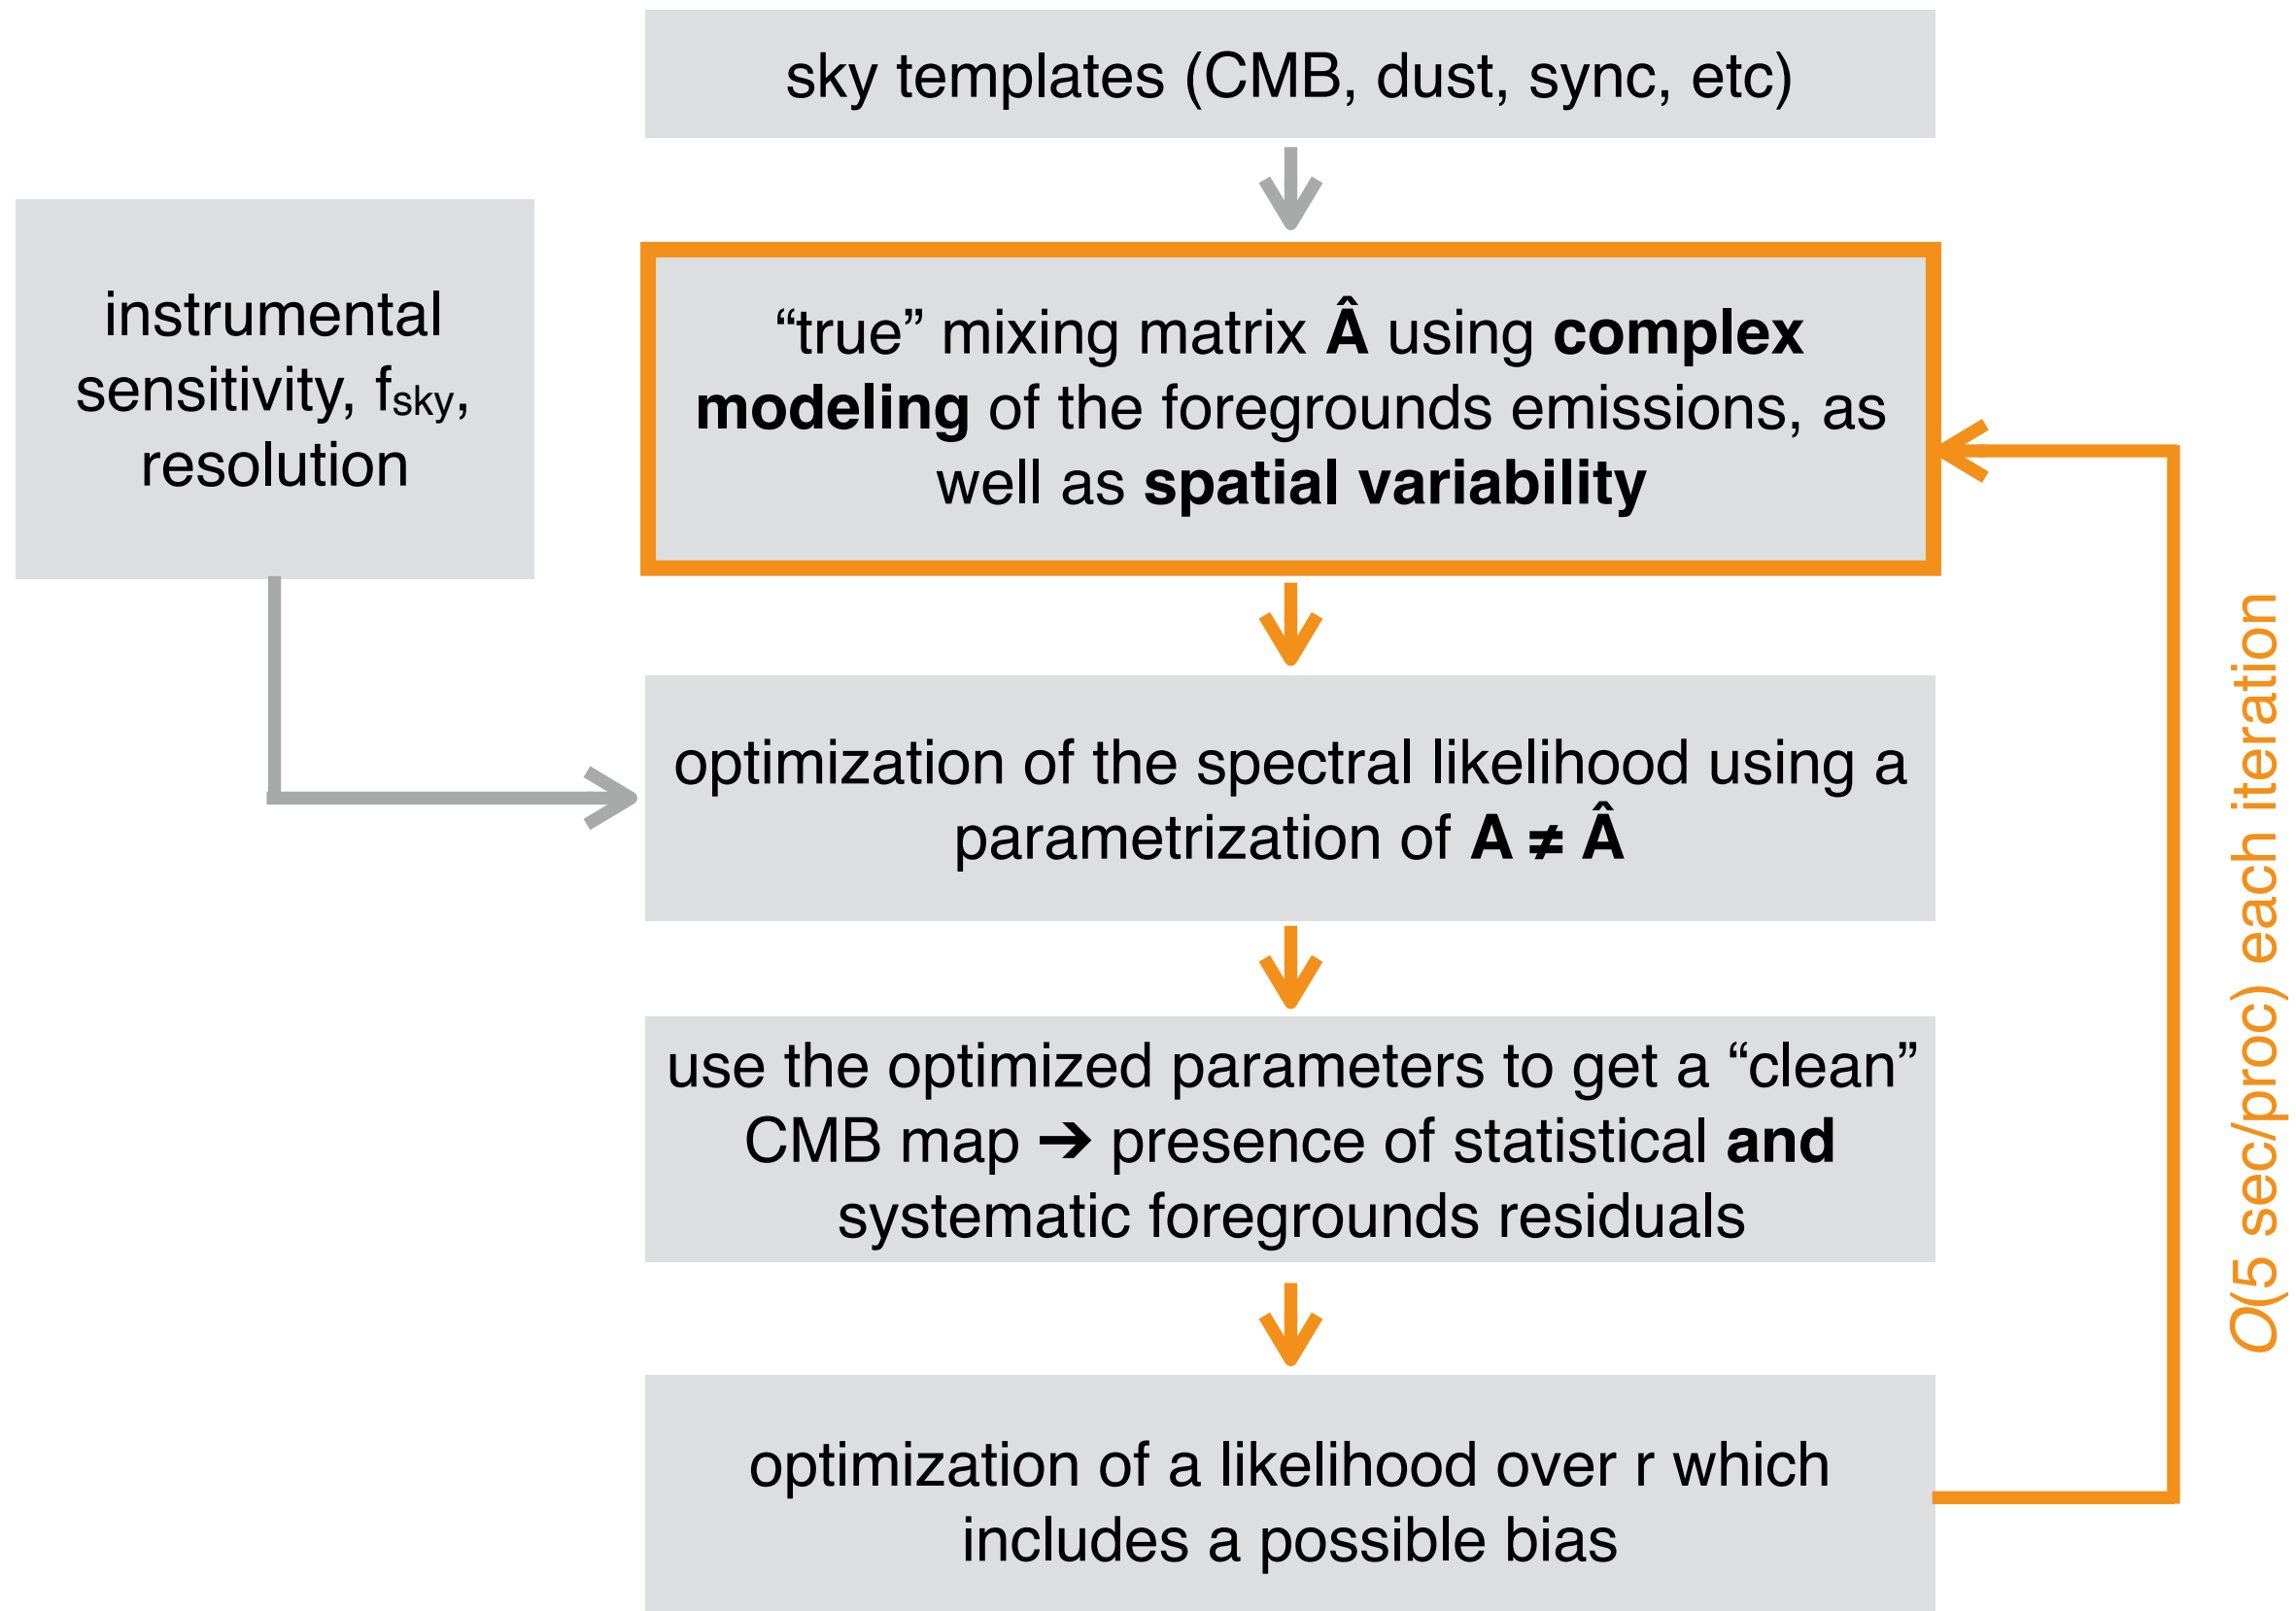 sky templates (CMB, dust, sync, etc)
instrumental
sensitivity, fsky,
resolution
“true” mixing matrix Â using complex
modeling of the foregrounds emissions, as
well as spatial variability
optimization of the spectral likelihood using a
parametrization of A ≠ Â
use the optimized parameters to get a “clean”
CMB map ➔ presence of statistical and
systematic foregrounds residuals
optimization of a likelihood over r which
includes a possible bias
O(5 sec/proc) each iteration